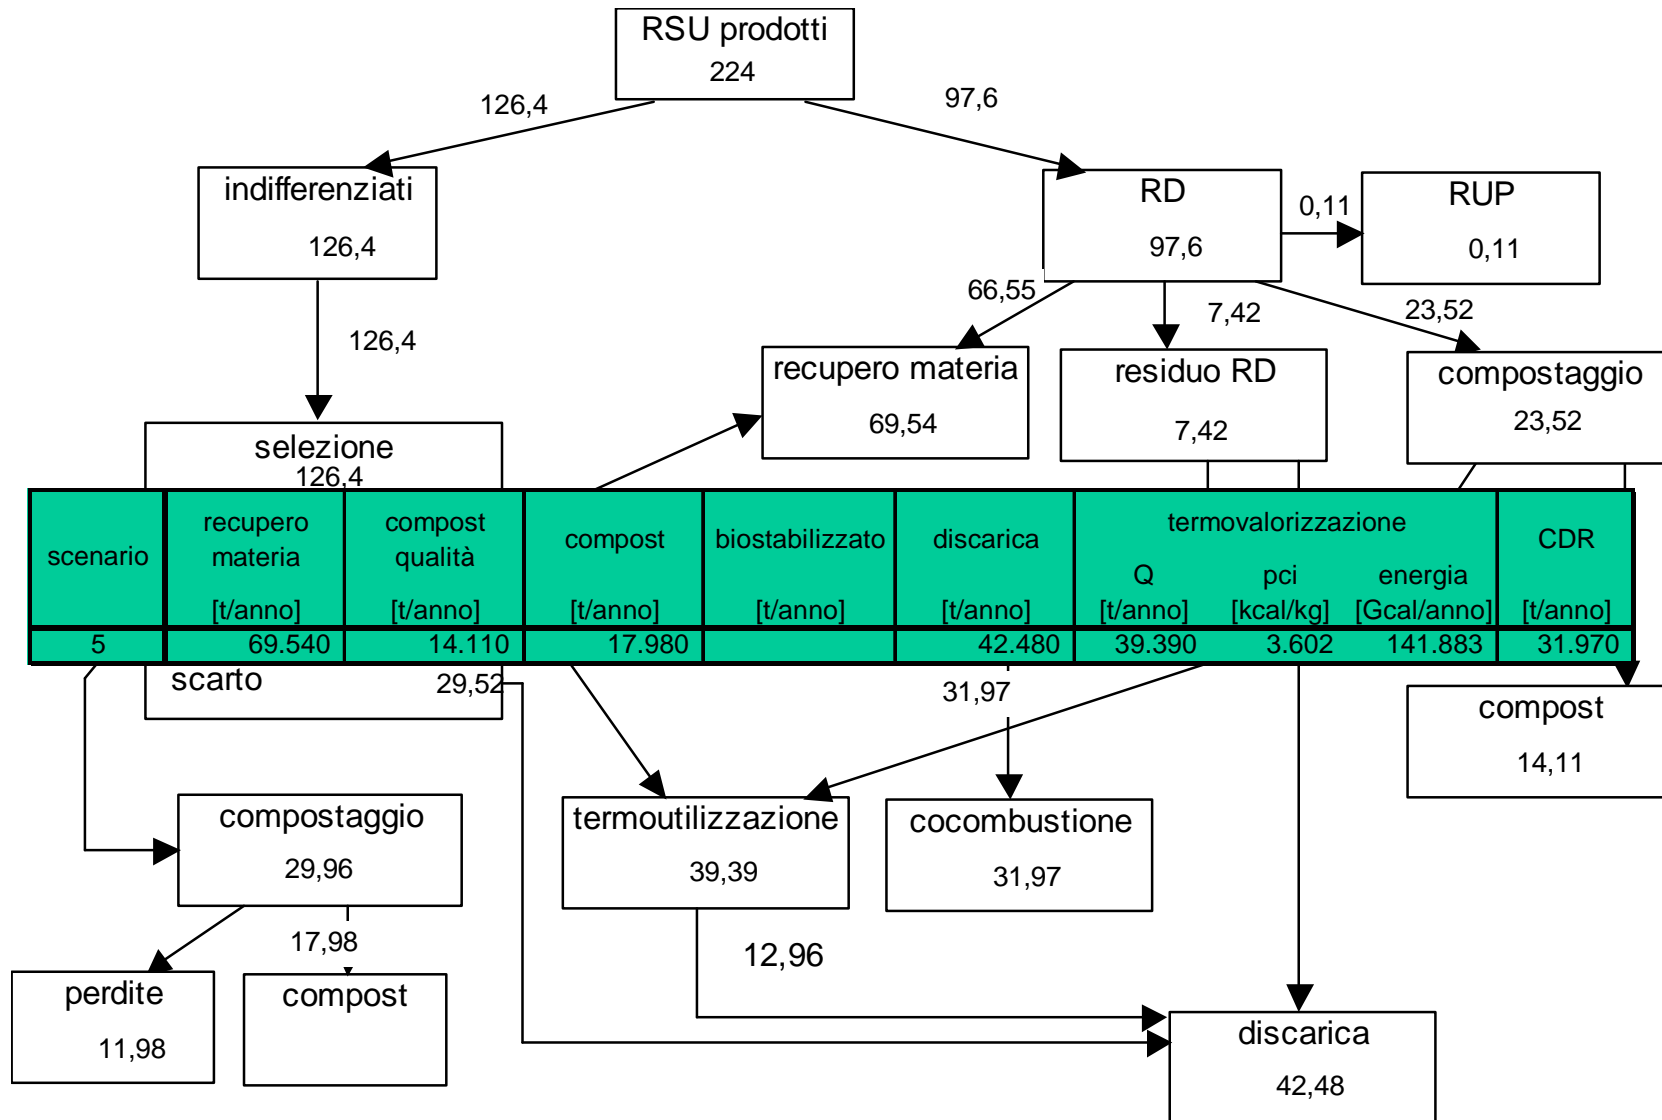 RSU prodotti
224
126,4
97,6
indifferenziati
126,4
RD
97,6
0,11
RUP
0,11
66,55
7,42
23,52
126,4
recupero materia
69,54
residuo RD
7,42
compostaggio
23,52
selezione
126,4
scenario
recupero materia [t/anno]
compost qualità [t/anno]
compost [t/anno]
biostabilizzato [t/anno]
discarica [t/anno]
termovalorizzazione
Q [t/anno]
pci [kcal/kg]
energia [Gcal/anno]
CDR [t/anno]
5 69.540 14.110 17.980 42.480 39.390 3.602 141.883 31.970
scarto
29,52
31,97
compost
14,11
compostaggio
29,96
termoutilizzazione
39,39
cocombustione
31,97
17,98
12,96
perdite
11,98
compost
discarica
42,48